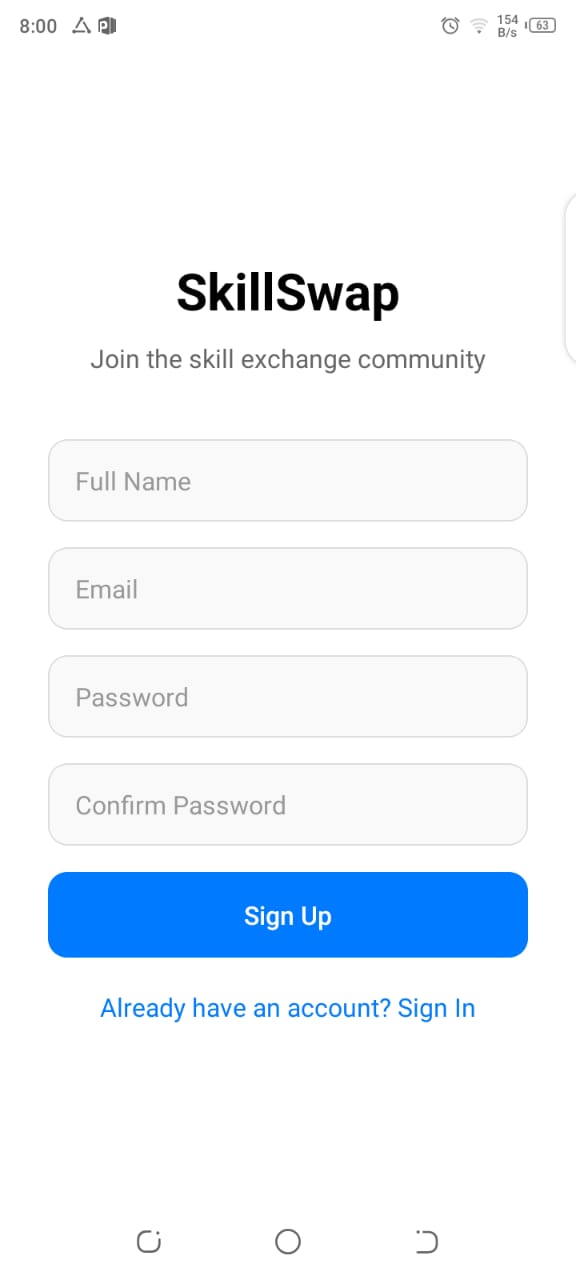 8:00
154
B/s
63
SkillSwap
Join the skill exchange community
Full Name
Email
Password
Confirm Password
Sign Up
Already have an account? Sign In